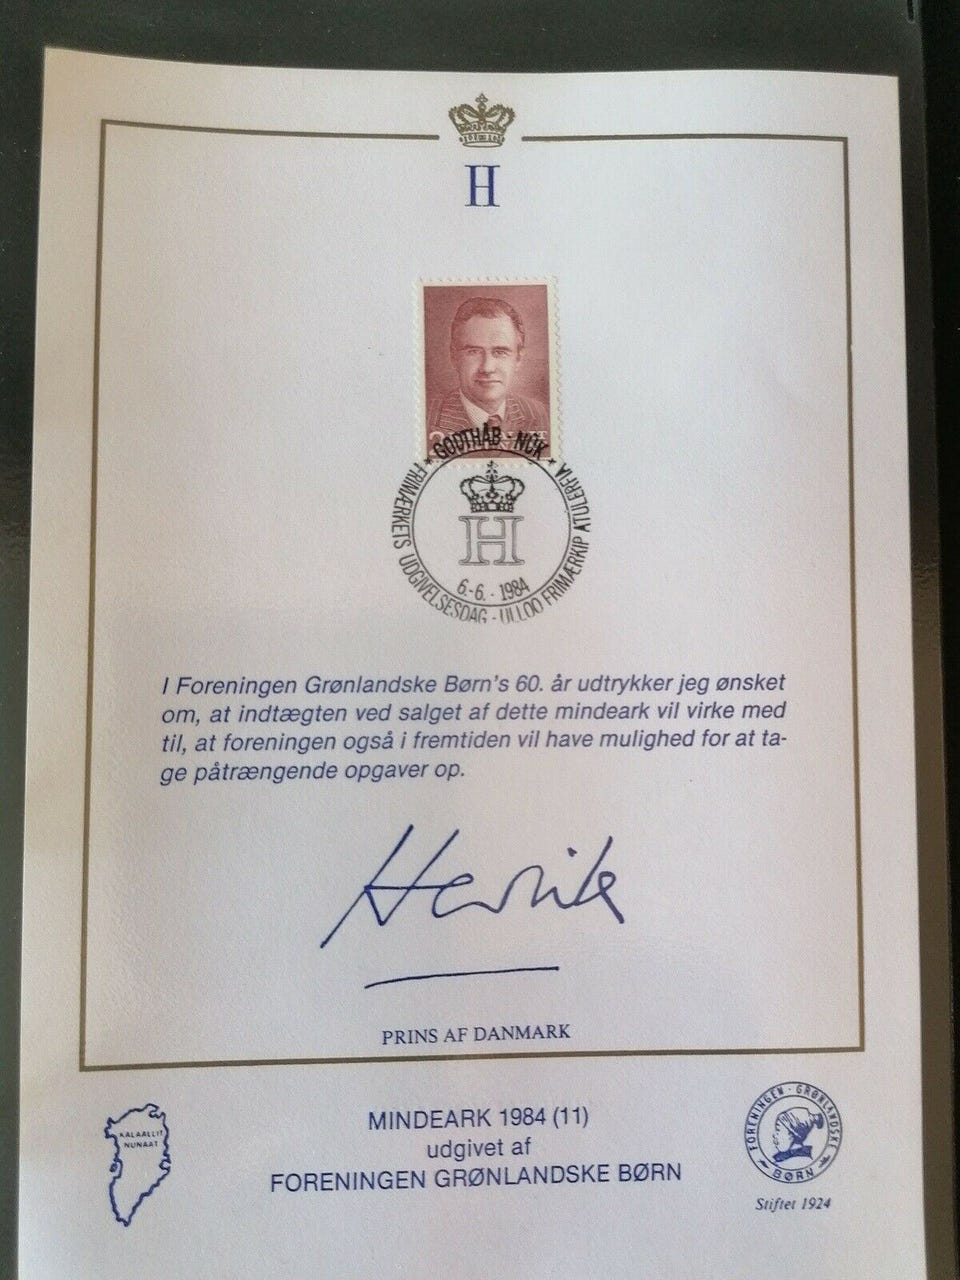 H
GODTHÅB - NÛK
FRIMÆRKETS UDGIVELSESDAG - ULLOQ FRIMÆRKIP ATULERFIA
H
6.-6. - 1984
I Foreningen Grønlandske Børn's 60. år udtrykker jeg ønsket
om, at indtægten ved salget af dette mindeark vil virke med
til, at foreningen også i fremtiden vil have mulighed for at ta-
ge påtrængende opgaver op.
Henrik
PRINS AF DANMARK
KALAALLIT
NUNAAT
MINDEARK 1984 (11)
udgivet af
FORENINGEN GRØNLANDSKE BØRN
FORENINGEN - GRØNLANDSKE
BØRN
Stiftet 1924